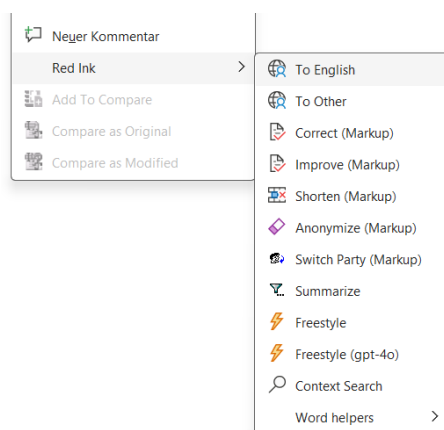 Neuer Kommentar
Red Ink
Add To Compare
Compare as Original
Compare as Modified
To English
To Other
Correct (Markup)
Improve (Markup)
Shorten (Markup)
Anonymize (Markup)
Switch Party (Markup)
Summarize
Freestyle
Freestyle (gpt-4o)
Context Search
Word helpers